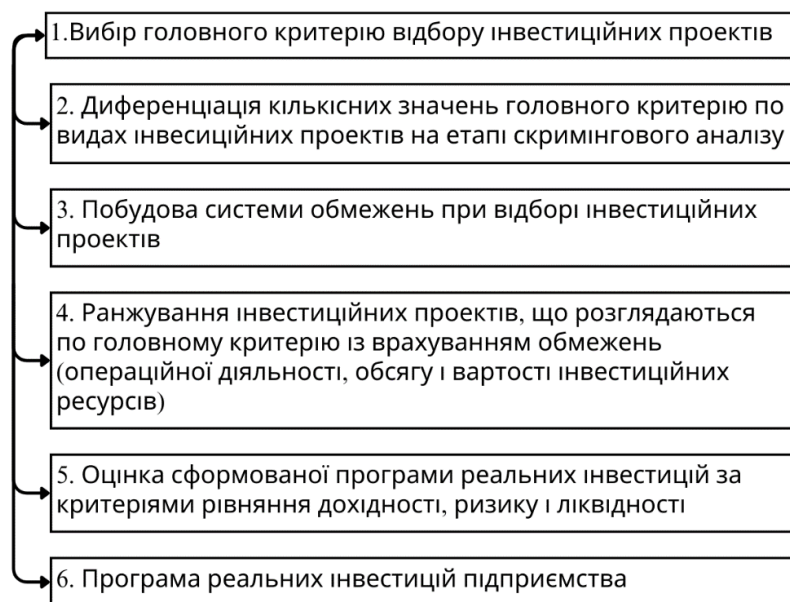 1.Вибір головного критерію відбору інвестиційних проектів
2. Диференціація кількісних значень головного критерію по
видах інвесиційних проектів на етапі скримінгового аналізу
3. Побудова системи обмежень при відборі інвестиційних
проектів
4. Ранжування інвестиційних проектів, що розглядаються
по головному критерію із врахуванням обмежень
(операційної діяльності, обсягу і вартості інвестиційних
ресурсів)
5. Оцінка сформованої програми реальних інвестицій за
критеріями рівняння дохідності, ризику і ліквідності
6. Програма реальних інвестицій підприємства